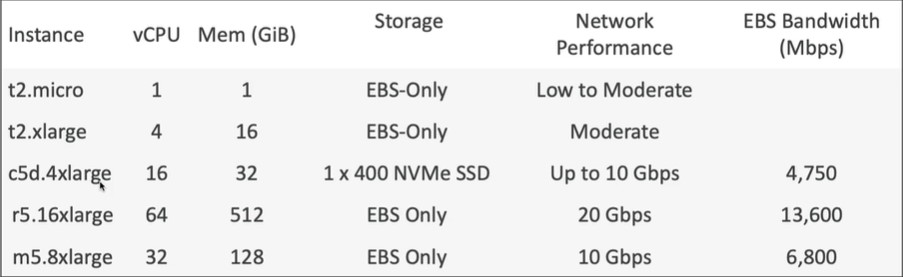 Instance vCPU Mem (GiB) Storage Network Performance EBS Bandwidth (Mbps)
t2.micro 1 1 EBS-Only Low to Moderate
t2.xlarge 4 16 EBS-Only Moderate
c5d.4xlarge 16 32 1 x 400 NVMe SSD Up to 10 Gbps 4,750
r5.16xlarge 64 512 EBS Only 20 Gbps 13,600
m5.8xlarge 32 128 EBS Only 10 Gbps 6,800